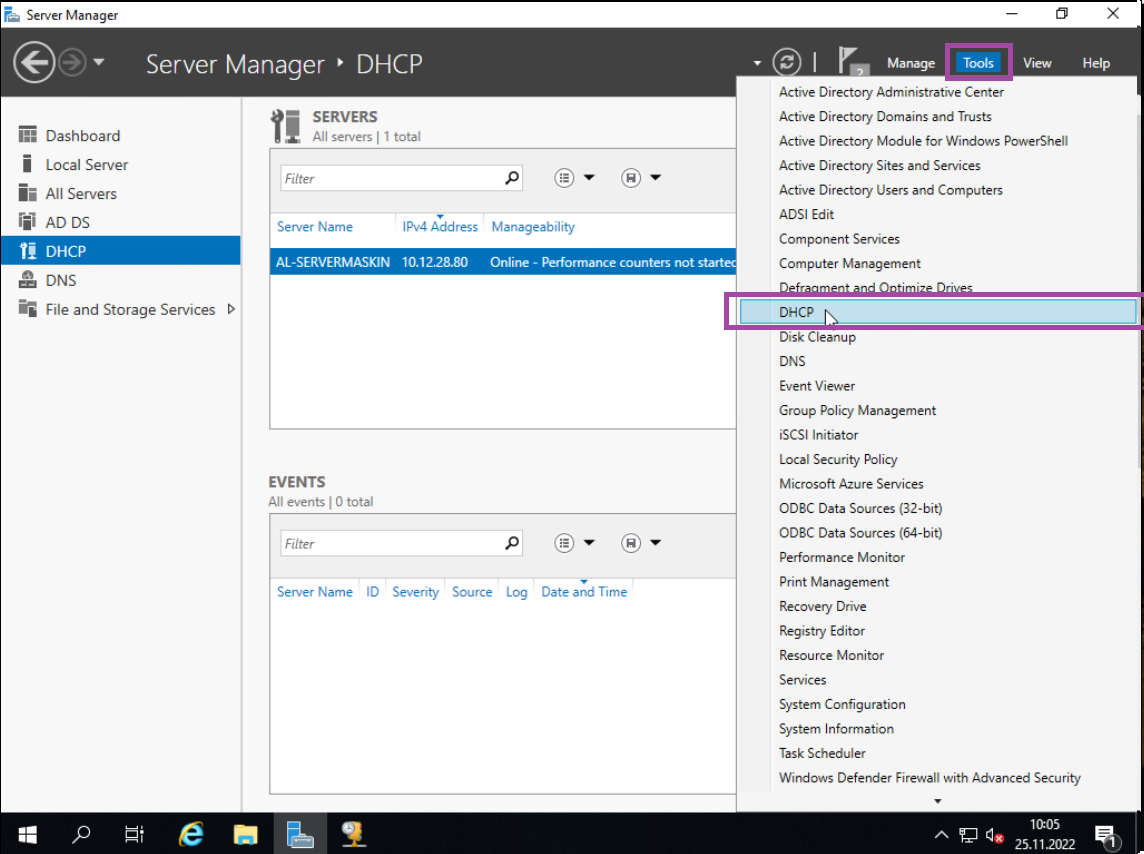 Server Manager
Server Manager ‣ DHCP
2
Manage
Tools
View
Help
Dashboard
Local Server
All Servers
AD DS
DHCP
DNS
File and Storage Services
SERVERS
All servers | 1 total
Filter
Server Name IPv4 Address Manageability
AL-SERVERMASKIN 10.12.28.80 Online - Performance counters not started
EVENTS
All events | 0 total
Filter
Server Name ID Severity Source Log Date and Time
Active Directory Administrative Center
Active Directory Domains and Trusts
Active Directory Module for Windows PowerShell
Active Directory Sites and Services
Active Directory Users and Computers
ADSI Edit
Component Services
Computer Management
Defragment and Optimize Drives
DHCP
Disk Cleanup
DNS
Event Viewer
Group Policy Management
iSCSI Initiator
Local Security Policy
Microsoft Azure Services
ODBC Data Sources (32-bit)
ODBC Data Sources (64-bit)
Performance Monitor
Print Management
Recovery Drive
Registry Editor
Resource Monitor
Services
System Configuration
System Information
Task Scheduler
Windows Defender Firewall with Advanced Security
10:05
25.11.2022
1